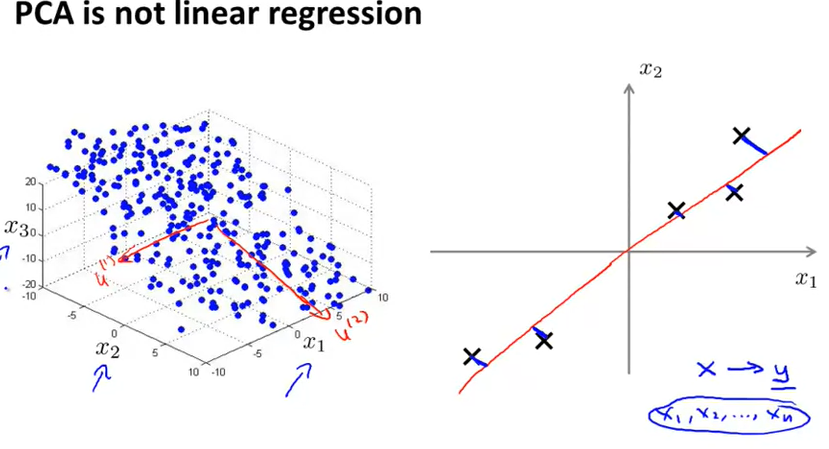 PCA is not linear regression
20
10
0
-10
-20
x₃
-10
-5
0
5
10
x₂
-10
-5
0
5
10
x₁
u⁽¹⁾
u⁽²⁾
x₂
x₁
x → y
x₁, x₂, ..., xₙ